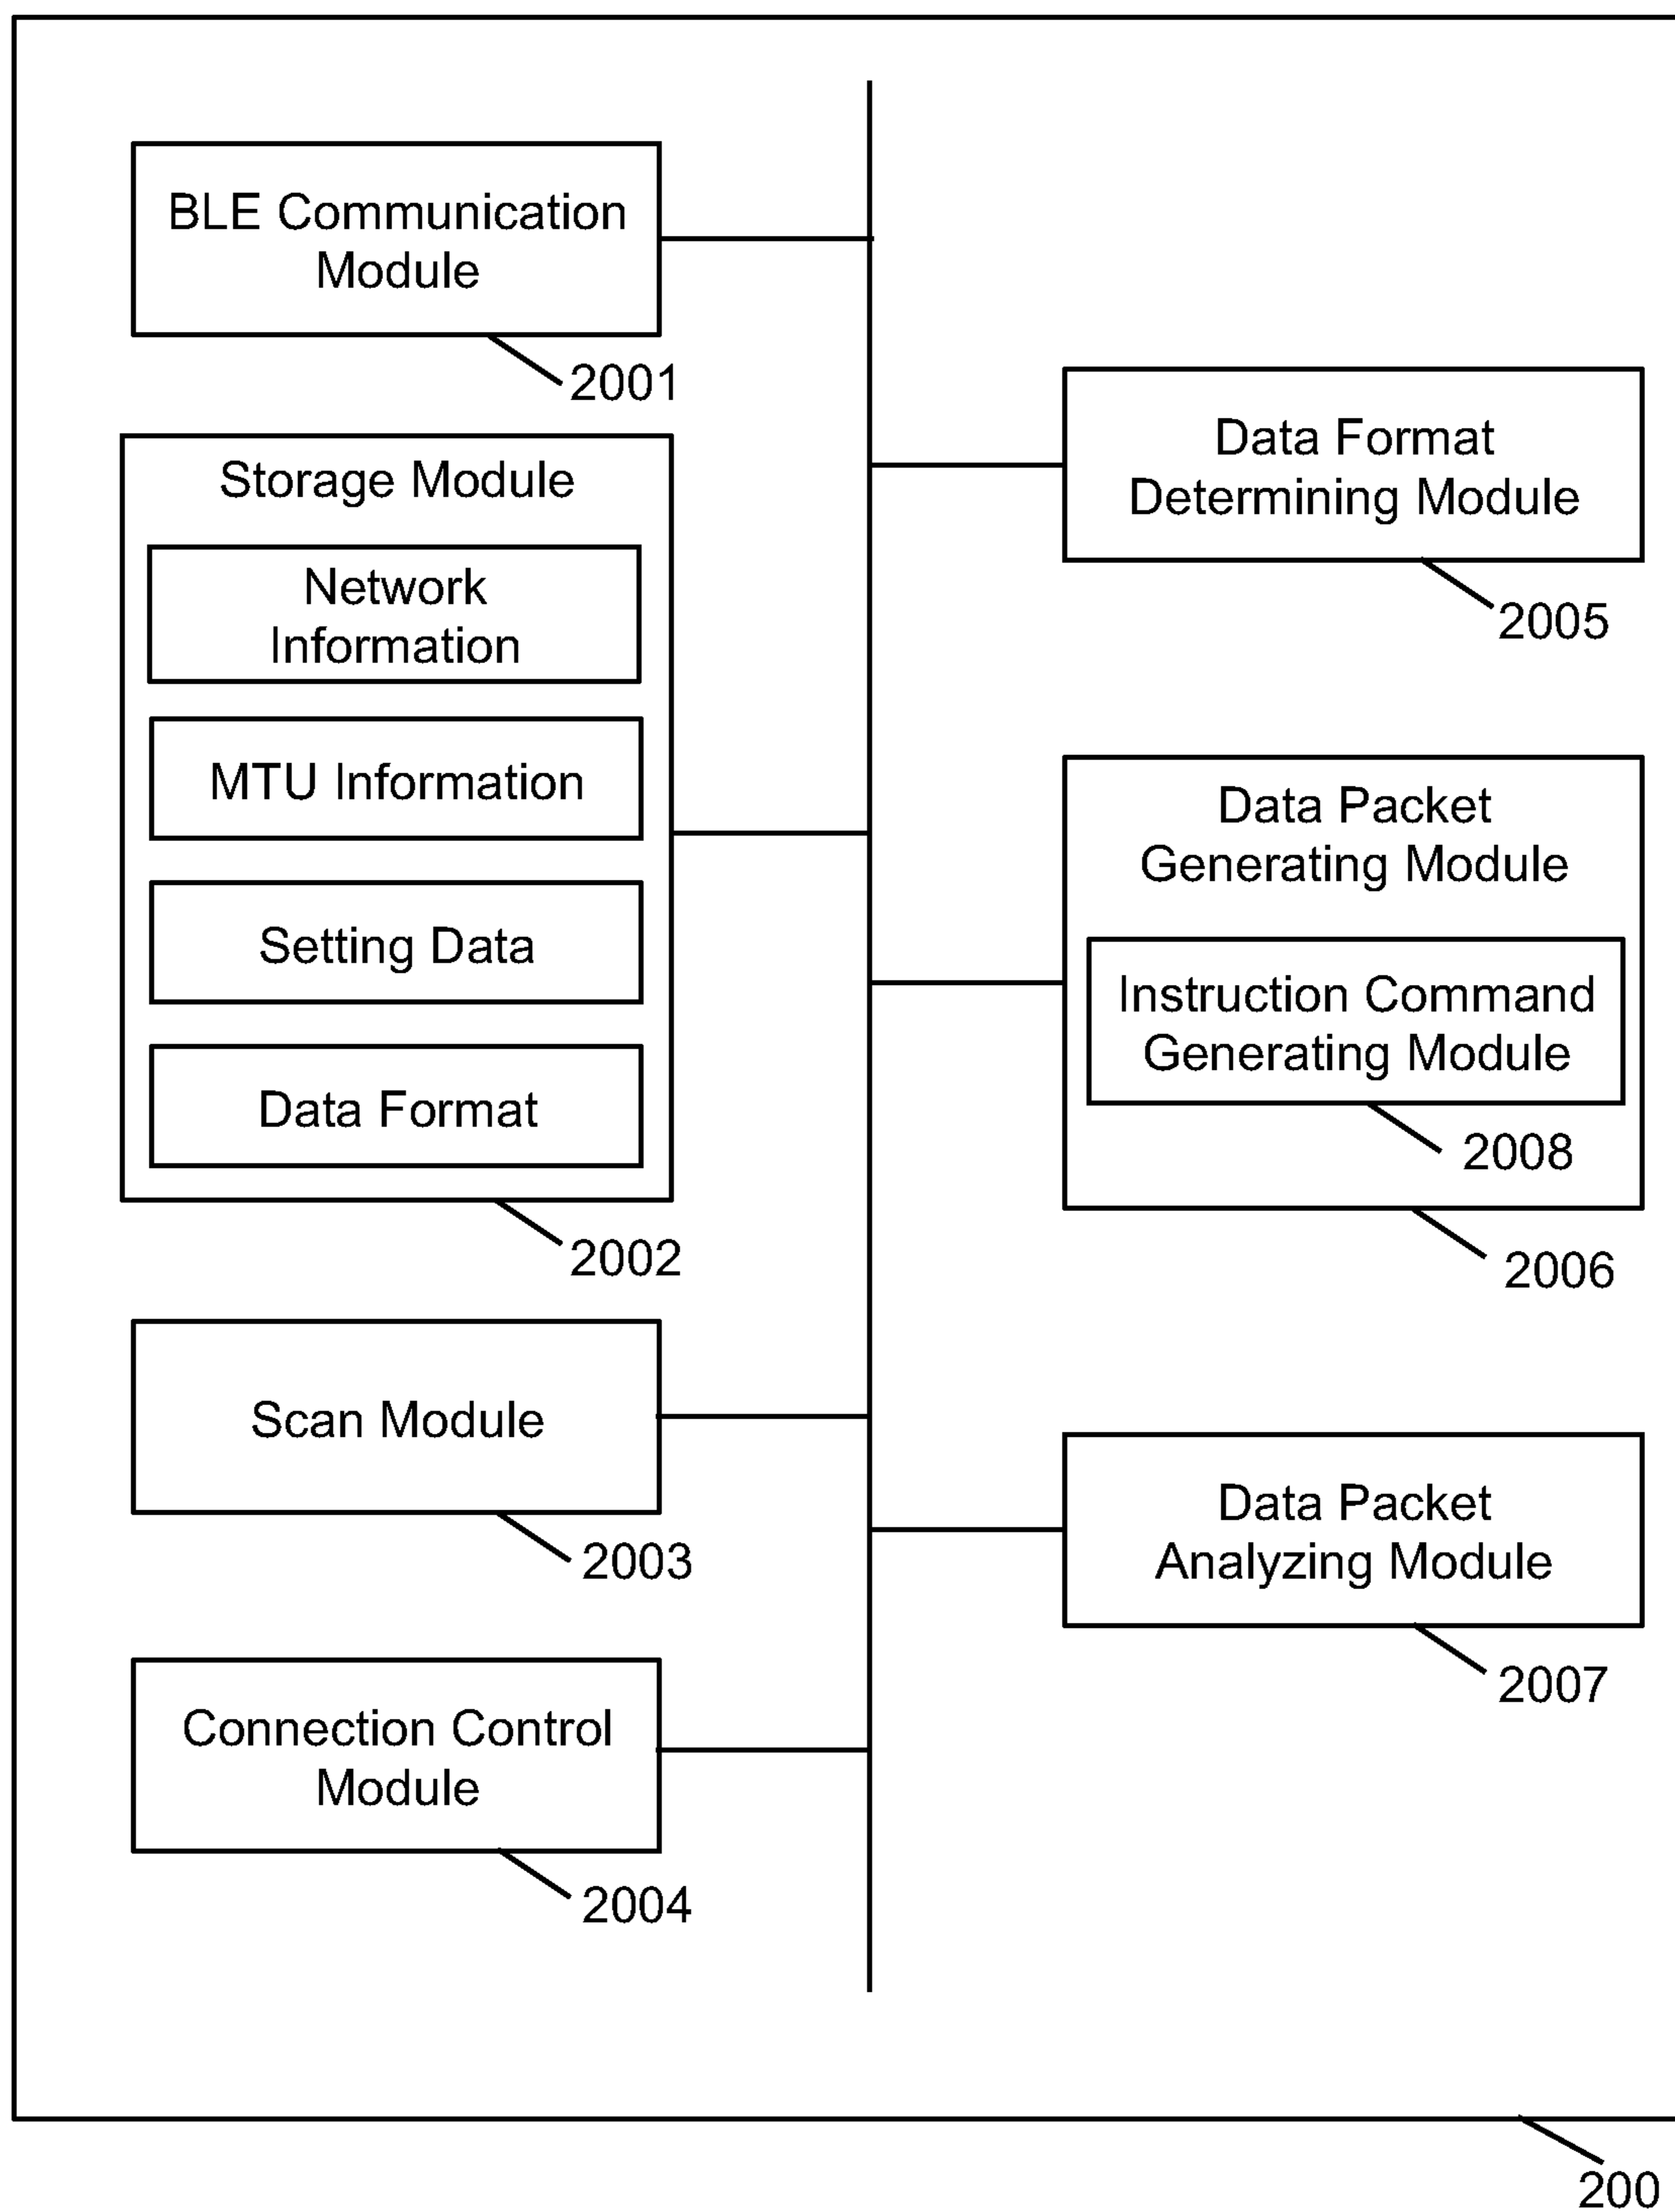 BLE Communication
Module
2001
Storage Module
Network
Information
MTU Information
Setting Data
Data Format
2002
Scan Module
2003
Connection Control
Module
2004
Data Format
Determining Module
2005
Data Packet
Generating Module
Instruction Command
Generating Module
2008
2006
Data Packet
Analyzing Module
2007
200